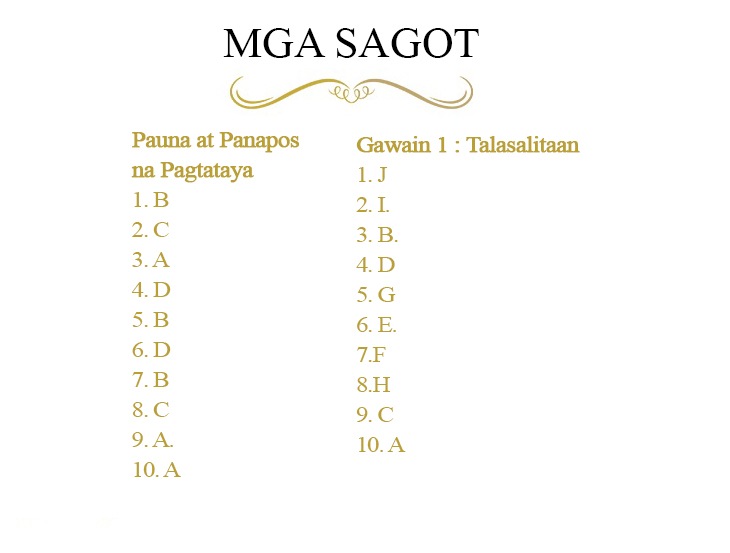 MGA SAGOT
Pauna at Panapos
na Pagtataya
1. B
2. C
3. A
4. D
5. B
6. D
7. B
8. C
9. A.
10. A
Gawain 1 : Talasalitaan
1. J
2. I.
3. B.
4. D
5. G
6. E.
7.F
8.H
9. C
10. A